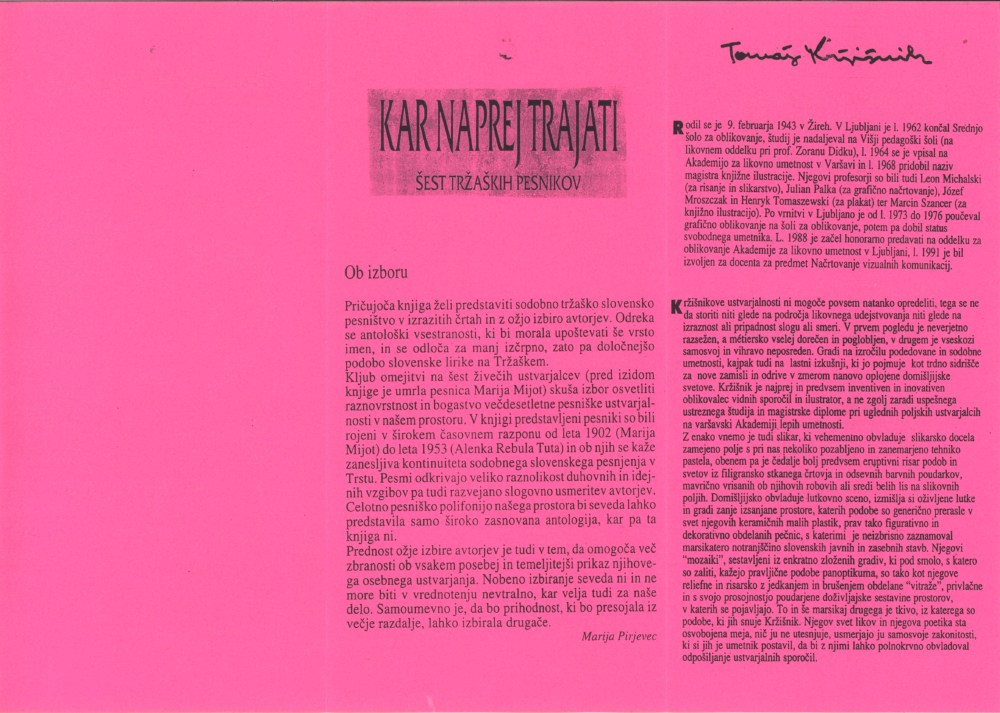 KAR NAPREJ TRAJATI
ŠEST TRŽAŠKIH PESNIKOV
Ob izboru
Pričujoča knjiga želi predstaviti sodobno tržaško slovensko
pesništvo v izrazitih črtah in z ožjo izbiro avtorjev. Odreka
se antološki vsestranosti, ki bi morala upoštevati še vrsto
imen, in se odloča za manj izčrpno, zato pa določnejšo
podobo slovenske lirike na Tržaškem.
Kljub omejitvi na šest živečih ustvarjalcev (pred izidom
knjige je umrla pesnica Marija Mijot) skuša izbor osvetliti
raznovrstnost in bogastvo večdesetletne pesniške ustvarjal-
nosti v našem prostoru. V knjigi predstavljeni pesniki so bili
rojeni v širokem časovnem razponu od leta 1902 (Marija
Mijot) do leta 1953 (Alenka Rebula Tuta) in ob njih se kaže
zanesljiva kontinuiteta sodobnega slovenskega pesnjenja v
Trstu. Pesmi odkrivajo veliko raznolikost duhovnih in idej-
nih vzgibov pa tudi razvejano slogovno usmeritev avtorjev.
Celotno pesniško polifonijo našega prostora bi seveda lahko
predstavila samo široko zasnovana antologija, kar pa ta
knjiga ni.
Prednost ožje izbire avtorjev je tudi v tem, da omogoča več
zbranosti ob vsakem posebej in temeljitejši prikaz njihove-
ga osebnega ustvarjanja. Nobeno izbiranje seveda ni in ne
more biti v vrednotenju nevtralno, kar velja tudi za naše
delo. Samoumevno je, da bo prihodnost, ki bo presojala iz
večje razdalje, lahko izbirala drugače.
Marija Pirjevec
Tomáž Kržišnik
Rodil se je 9. februarja 1943 v Žireh. V Ljubljani je l. 1962 končal Srednjo
šolo za oblikovanje, študij je nadaljeval na Višji pedagoški šoli (na
likovnem oddelku pri prof. Zoranu Didku), l. 1964 se je vpisal na
Akademijo za likovno umetnost v Varšavi in l. 1968 pridobil naziv
magistra knjižne ilustracije. Njegovi profesorji so bili tudi Leon Michalski
(za risanje in slikarstvo), Julian Palka (za grafično načrtovanje), Józef
Mroszczak in Henryk Tomaszewski (za plakat) ter Marcin Szancer (za
knjižno ilustracijo). Po vrnitvi v Ljubljano je od l. 1973 do 1976 poučeval
grafično oblikovanje na šoli za oblikovanje, potem pa dobil status
svobodnega umetnika. L. 1988 je začel honorarno predavati na oddelku za
oblikovanje Akademije za likovno umetnost v Ljubljani, l. 1991 je bil
izvoljen za docenta za predmet Načrtovanje vizualnih komunikacij.
Kržišnikove ustvarjalnosti ni mogoče povsem natanko opredeliti, tega se ne
da storiti niti glede na področja likovnega udejstvovanja niti glede na
izraznost ali pripadnost slogu ali smeri. V prvem pogledu je neverjetno
razsežen, a métiersko vselej dorečen in poglobljen, v drugem je vseskozi
samosvoj in vihravo neposreden. Gradi na izročilu podedovane in sodobne
umetnosti, kajpak tudi na lastni izkušnji, ki jo pojmuje kot trdno sidrišče
za nove zamisli in odrive v zmerom nanovo oplojene domišljijske
svetove. Kržišnik je najprej in predvsem inventiven in inovativen
oblikovalec vidnih sporočil in ilustrator, a ne zgolj zaradi uspešnega
ustreznega študija in magistrske diplome pri uglednih poljskih ustvarjalcih
na varšavski Akademiji lepih umetnosti.
Z enako vnemo je tudi slikar, ki vehementno obvladuje slikarsko docela
zamejeno polje s pri nas nekoliko pozabljeno in zanemarjeno tehniko
pastela, obenem pa je čedalje bolj predvsem eruptivni risar podob in
svetov iz filigransko stkanega črtovja in odsevnih barvnih poudarkov,
mavrično vrisanih ob njihovih robovih ali sredi belih lis na slikovnih
poljih. Domišljijsko obvladuje lutkovno sceno, izmišlja si oživljene lutke
in gradi zanje izsanjane prostore, katerih podobe so generično prerasle v
svet njegovih keramičnih malih plastik, prav tako figurativno in
dekorativno obdelanih pečnic, s katerimi je neizbrisno zaznamoval
marsikatero notranjščino slovenskih javnih in zasebnih stavb. Njegovi
"mozaiki", sestavljeni iz enkratno zloženih gradiv, ki pod smolo, s katero
so zaliti, kažejo pravljične podobe panoptikuma, so tako kot njegove
reliefne in risarsko z jedkanjem in brušenjem obdelane "vitraže", privlačne
in s svojo prosojnostjo poudarjene doživljajske sestavine prostorov,
v katerih se pojavljajo. To in še marsikaj drugega je tkivo, iz katerega so
podobe, ki jih snuje Kržišnik. Njegov svet likov in njegova poetika sta
osvobojena meja, nič ju ne utesnjuje, usmerjajo ju samosvoje zakonitosti,
ki si jih je umetnik postavil, da bi z njimi lahko polnokrvno obvladoval
odpošiljanje ustvarjalnih sporočil.